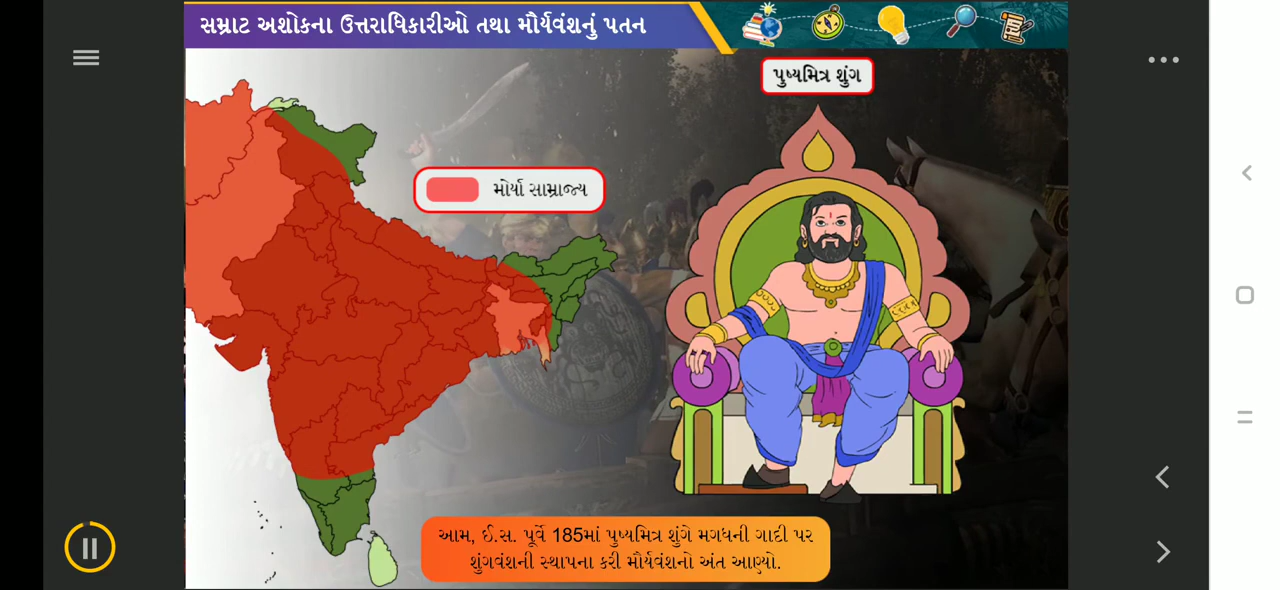 સમ્રાટ અશોકના ઉત્તરાધિકારીઓ તથા મૌર્યવંશનું પતન
પુષ્યમિત્ર શુંગ
મોર્યા સામ્રાજ્ય
આમ, ઈ.સ. પૂર્વે 185માં પુષ્યમિત્ર શુંગે મગધની ગાદી પર
શુંગવંશની સ્થાપના કરી મૌર્યવંશનો અંત આણ્યો.